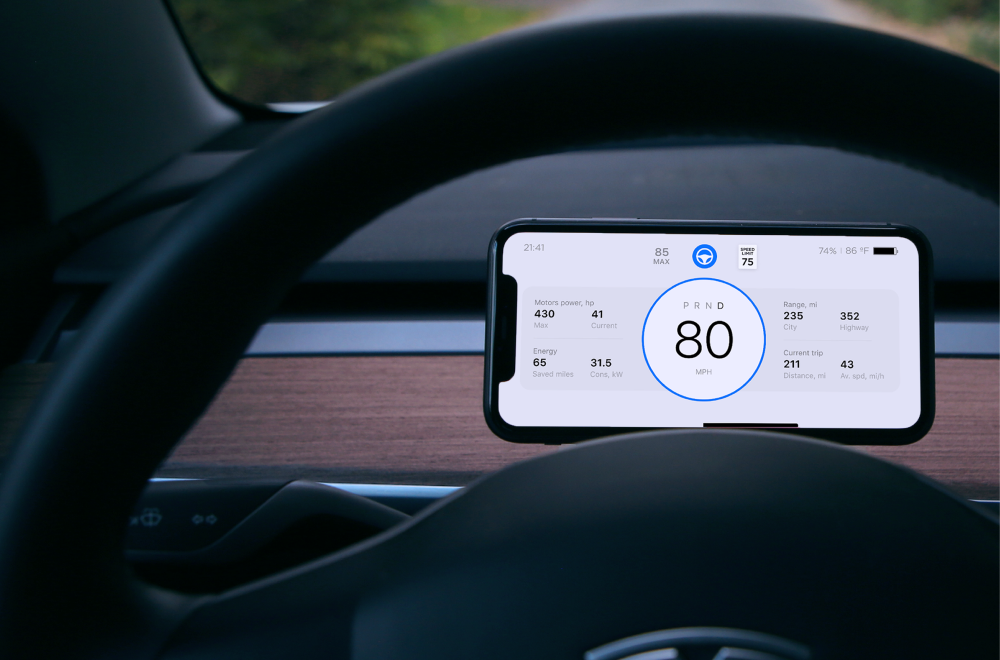 21:41
85
MAX
SPEED
LIMIT
75
74% | 86 °F
P R N D
80
MPH
Motors power, hp
430 41
Max Current
Energy
65 31.5
Saved miles Cons, kW
Range, mi
235 352
City Highway
Current trip
211 43
Distance, mi Av. spd, mi/h